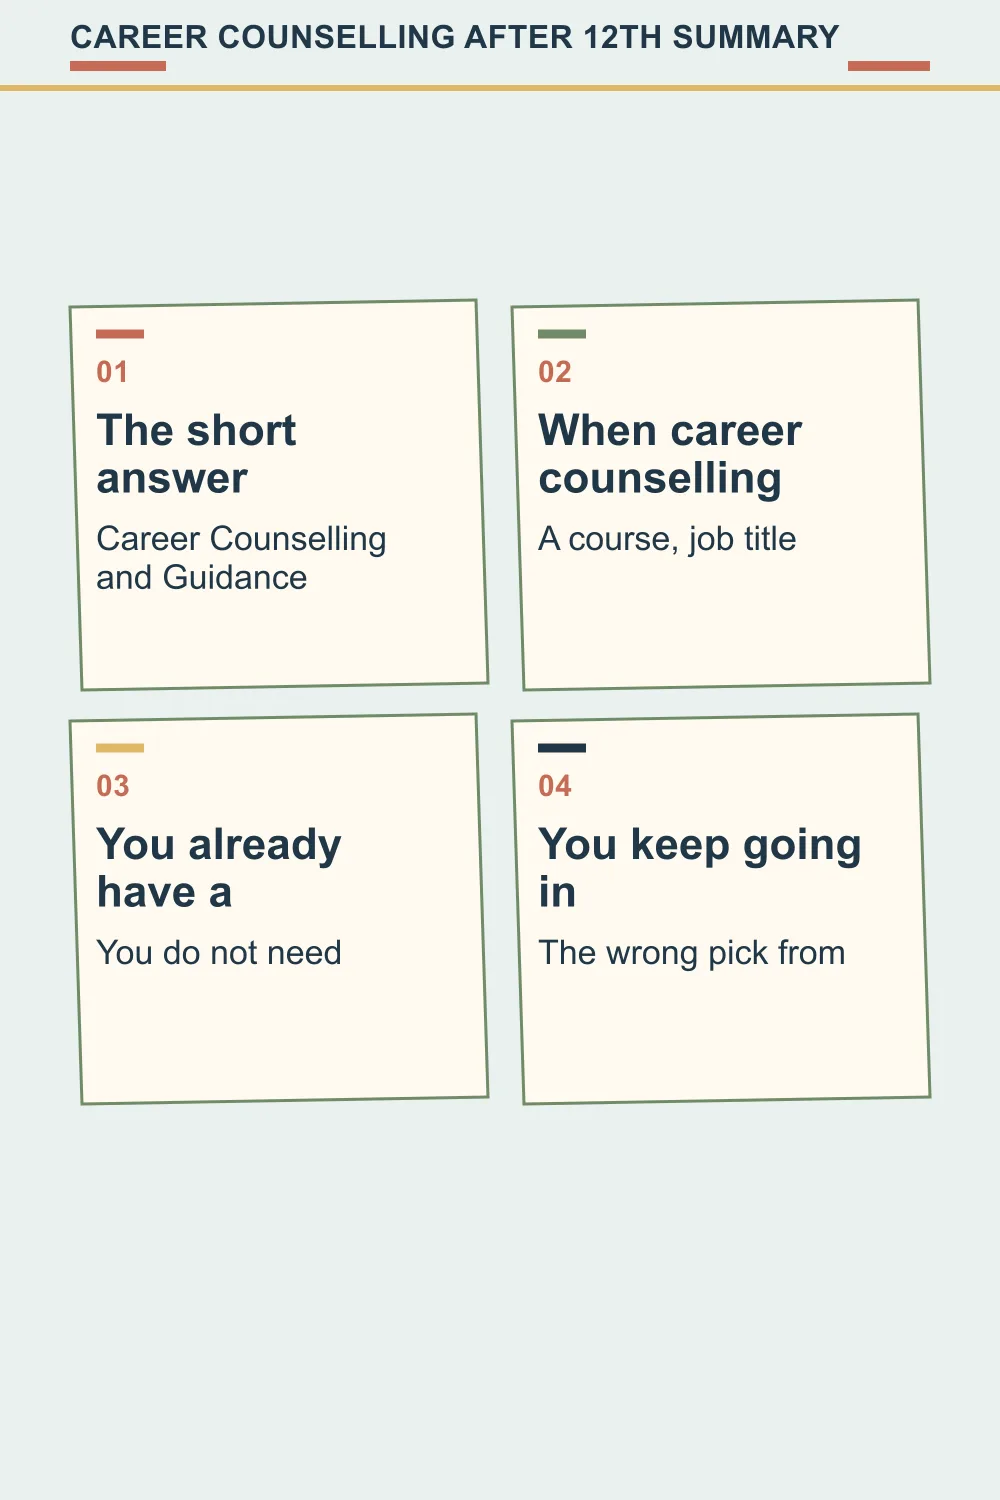 CAREER COUNSELLING AFTER 12TH SUMMARY
01
The short
answer
Career Counselling
and Guidance
02
When career
counselling
A course, job title
03
You already
have a
You do not need
04
You keep going
in
The wrong pick from